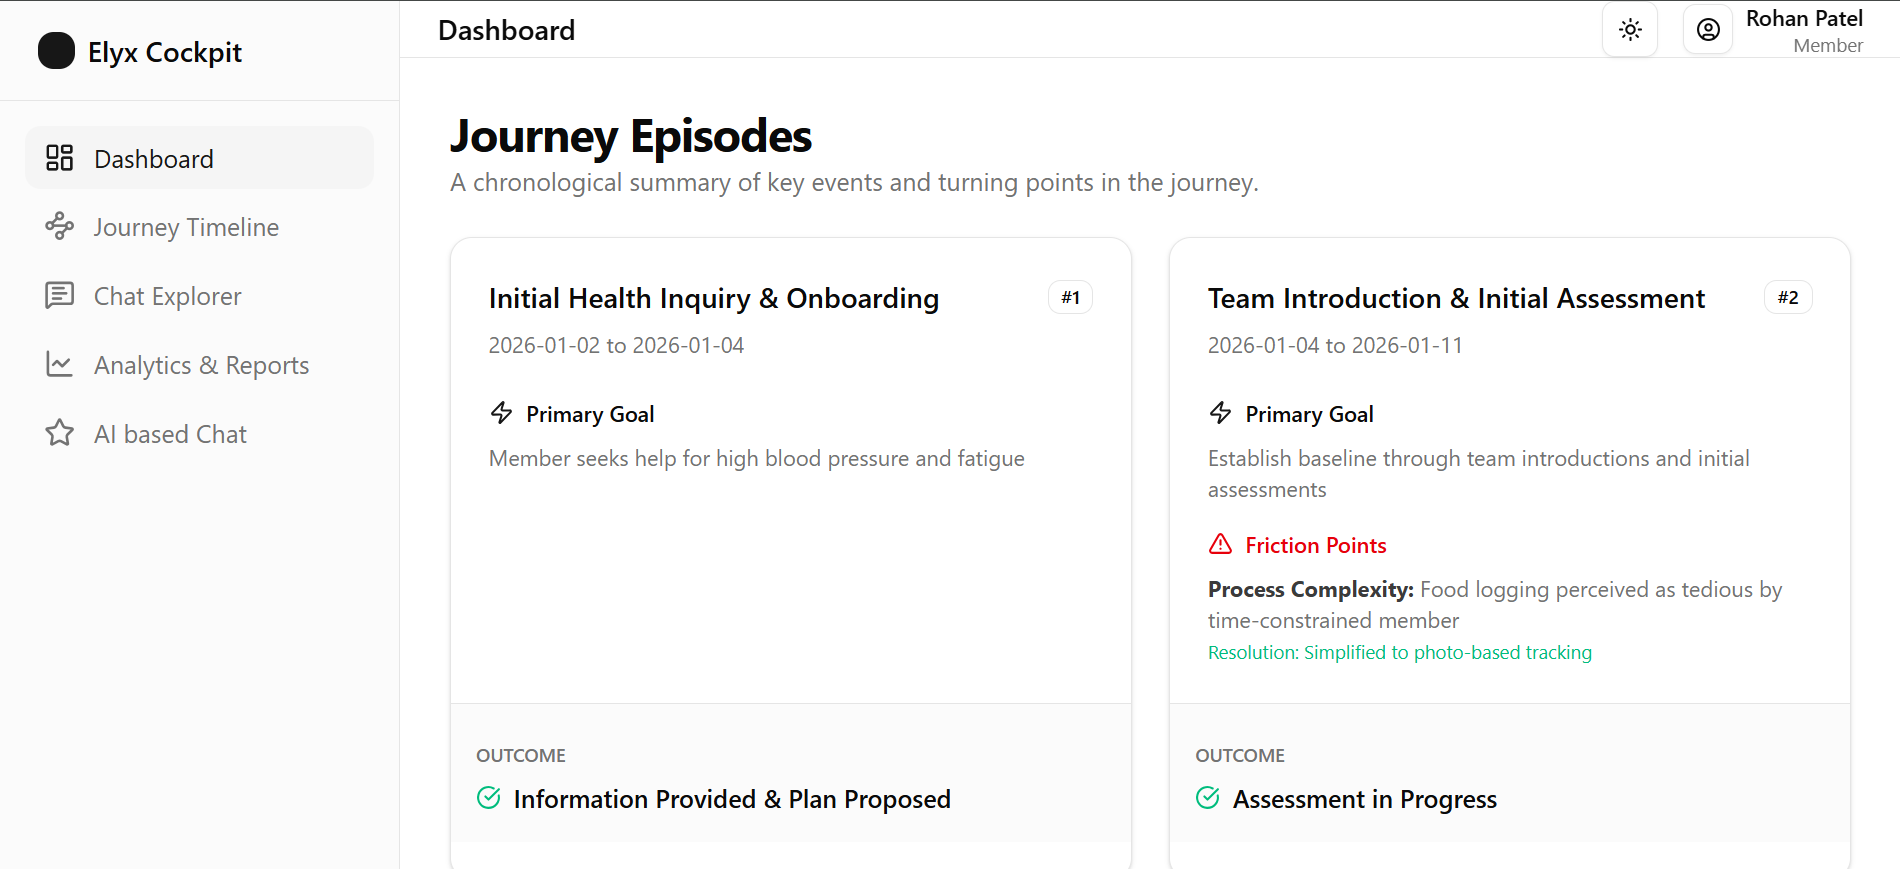 Elyx Cockpit
Dashboard
Journey Timeline
Chat Explorer
Analytics & Reports
AI based Chat
Dashboard
Rohan Patel
Member
Journey Episodes
A chronological summary of key events and turning points in the journey.
Initial Health Inquiry & Onboarding
#1
2026-01-02 to 2026-01-04
Primary Goal
Member seeks help for high blood pressure and fatigue
OUTCOME
Information Provided & Plan Proposed
Team Introduction & Initial Assessment
#2
2026-01-04 to 2026-01-11
Primary Goal
Establish baseline through team introductions and initial
assessments
Friction Points
Process Complexity: Food logging perceived as tedious by
time-constrained member
Resolution: Simplified to photo-based tracking
OUTCOME
Assessment in Progress